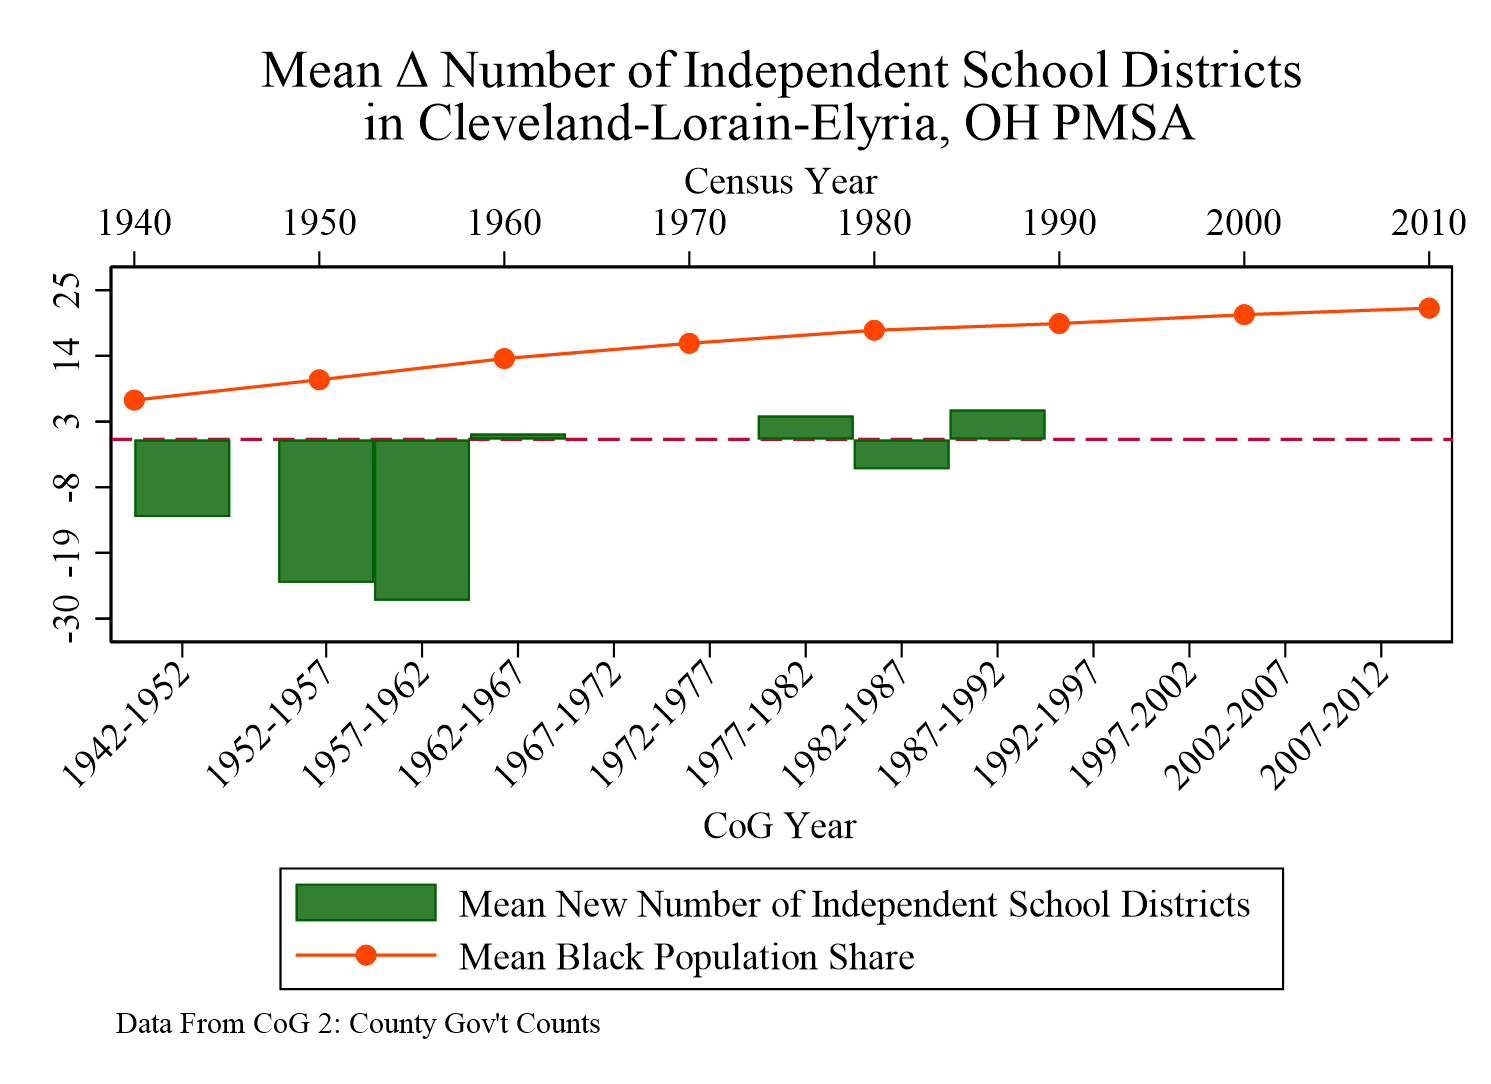 Mean Δ Number of Independent School Districts
in Cleveland-Lorain-Elyria, OH PMSA
Census Year
1940 1950 1960 1970 1980 1990 2000 2010
25
14
3
-8
-19
-30
1942-1952 1952-1957 1957-1962 1962-1967 1967-1972 1972-1977 1977-1982 1982-1987 1987-1992 1992-1997 1997-2002 2002-2007 2007-2012
CoG Year
Mean New Number of Independent School Districts
Mean Black Population Share
Data From CoG 2: County Gov't Counts